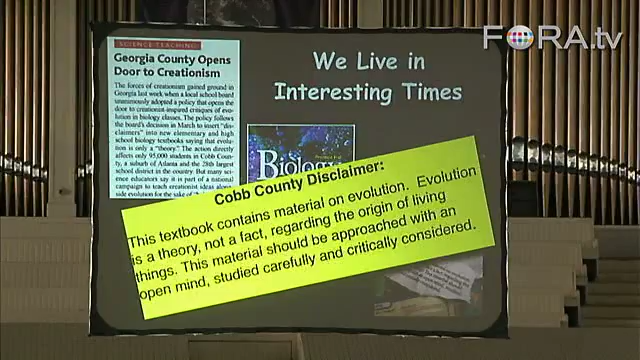 FORA.tv
SCIENCE TEACHING
Georgia County Opens
Door to Creationism
The forces of creationism gained ground in
Georgia last week when a local school board
unanimously adopted a policy that opens the
door to creationist-inspired critiques of evo-
lution in biology classes. The policy follows
the board's decision in March to insert "dis-
claimers" into new elementary and high
school biology textbooks saying that evolu-
tion is only a "theory." The action directly
affects only 95,000 students in Cobb Coun-
ty, a suburb of Atlanta and the 28th largest
school district in the country. But many sci-
ence educators say it is part of a national
campaign to teach creationist ideas along-
side evolution for the sake of
We Live in
Interesting Times
Biology
Cobb County Disclaimer:
This textbook contains material on evolution. Evolution
is a theory, not a fact, regarding the origin of living
things. This material should be approached with an
open mind, studied carefully and critically considered.